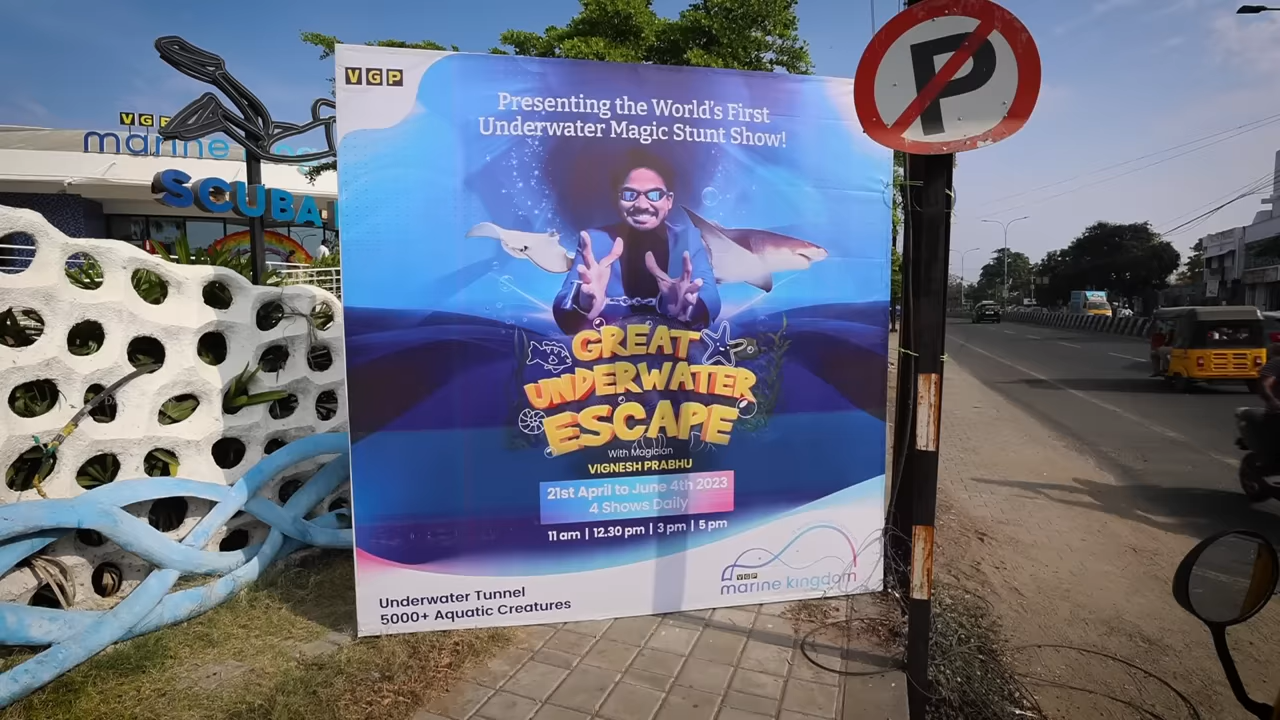 VGP
Presenting the World's First
Underwater Magic Stunt Show!
VGP
marine
SCUBA
P
GREAT
UNDERWATER
ESCAPE
With Magician
VIGNESH PRABHU
21st April to June 4th 2023
4 Shows Daily
11 am | 12.30 pm | 3 pm | 5 pm
VGP
marine kingdom
Underwater Tunnel
5000+ Aquatic Creatures